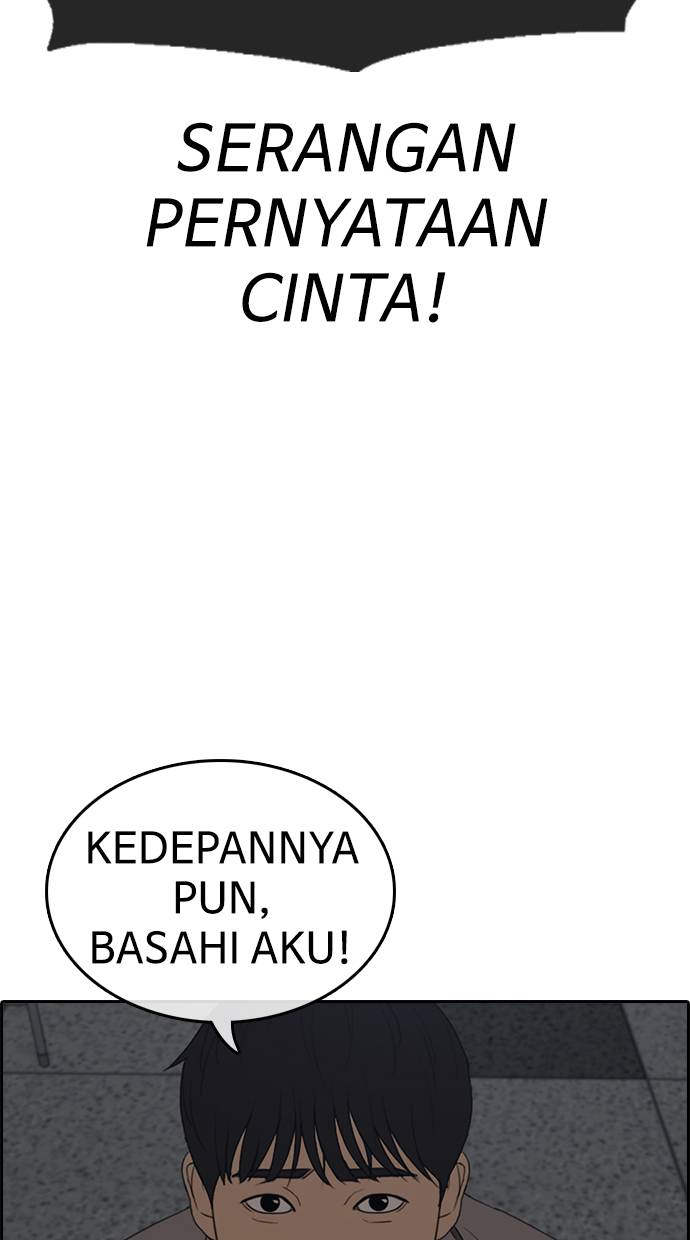 SERANGAN
PERNYATAAN
CINTA!
KEDEPANNYA
PUN,
BASAHI AKU!